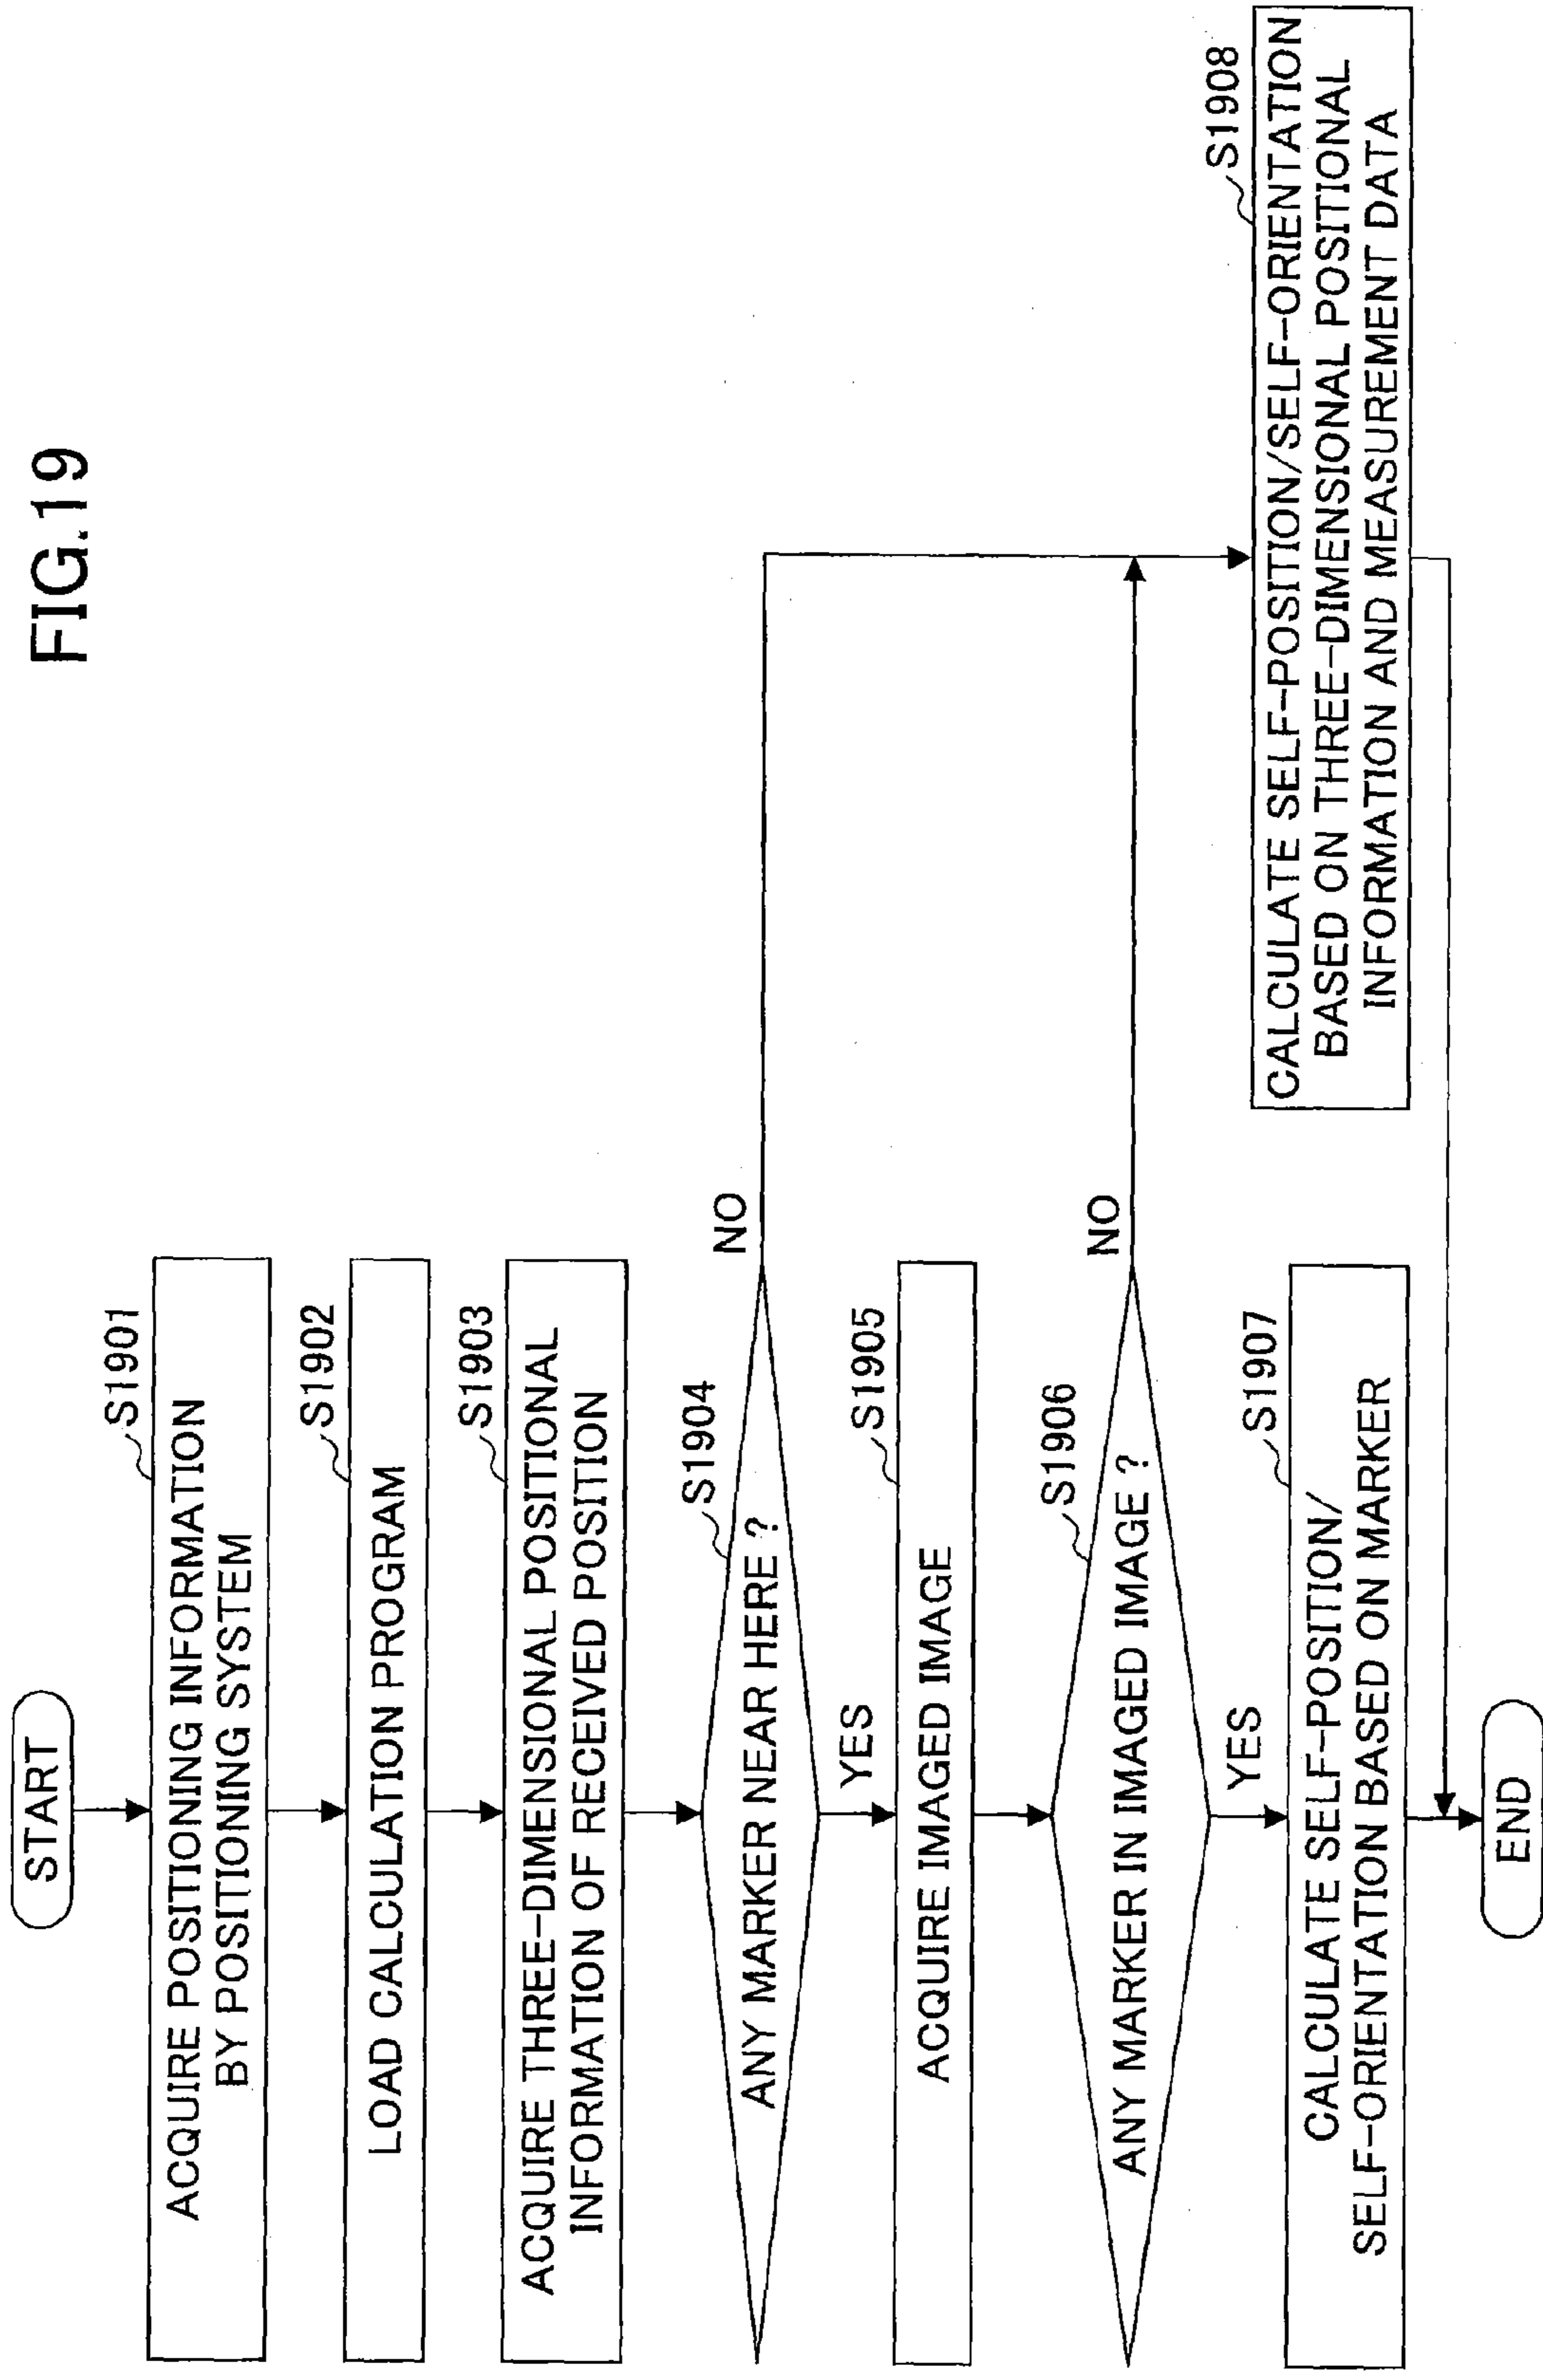 FIG.19
START
S1901
ACQUIRE POSITIONING INFORMATION
BY POSITIONING SYSTEM
S1902
LOAD CALCULATION PROGRAM
S1903
ACQUIRE THREE-DIMENSIONAL POSITIONAL
INFORMATION OF RECEIVED POSITION
S1904
ANY MARKER NEAR HERE ?
NO
YES
S1905
ACQUIRE IMAGED IMAGE
S1906
ANY MARKER IN IMAGED IMAGE ?
NO
YES
S1907
CALCULATE SELF-POSITION/
SELF-ORIENTATION BASED ON MARKER
S1908
CALCULATE SELF-POSITION/SELF-ORIENTATION
BASED ON THREE-DIMENSIONAL POSITIONAL
INFORMATION AND MEASUREMENT DATA
END